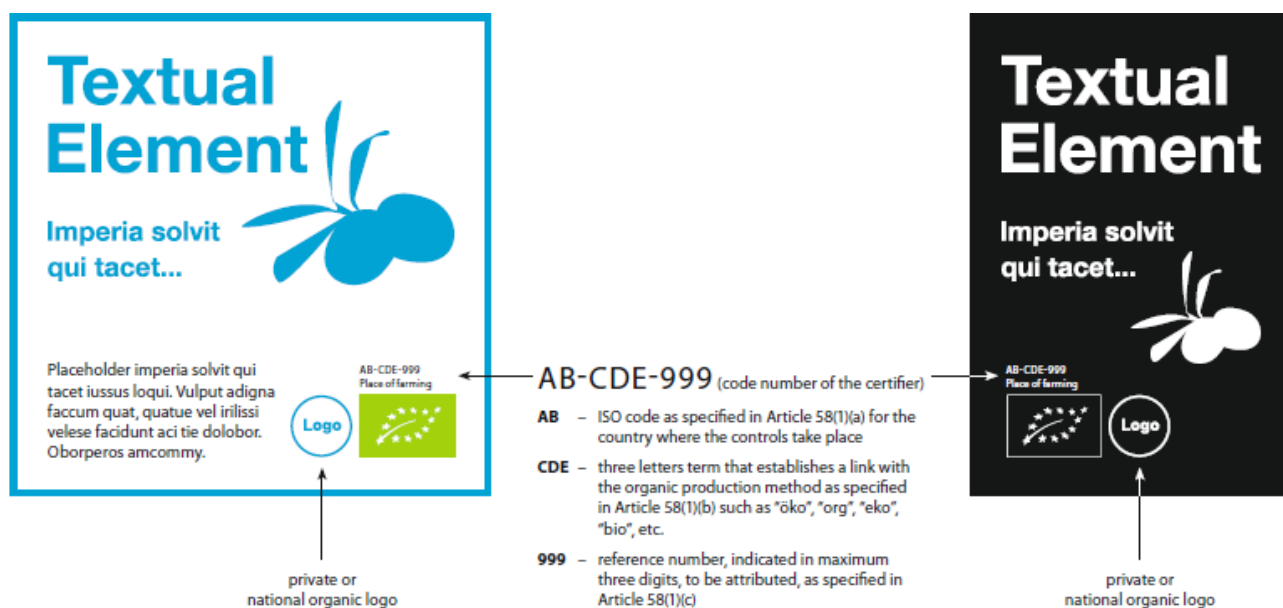 Textual
Element
Imperia solvit
qui tacet...
Placeholder imperia solvit qui
tacet iussus loqui. Vulput adigna
faccum quat, quatue vel irilissi
velese facidunt aci tie dolobor.
Oborperos amcommy.
AB-CDE-999
Place of farming
Logo
private or
national organic logo
AB-CDE-999 (code number of the certifier)
AB – ISO code as specified in Article 58(1)(a) for the
country where the controls take place
CDE – three letters term that establishes a link with
the organic production method as specified
in Article 58(1)(b) such as "öko", "org", "eko",
"bio", etc.
999 – reference number, indicated in maximum
three digits, to be attributed, as specified in
Article 58(1)(c)
Textual
Element
Imperia solvit
qui tacet...
AB-CDE-999
Place of farming
Logo
private or
national organic logo